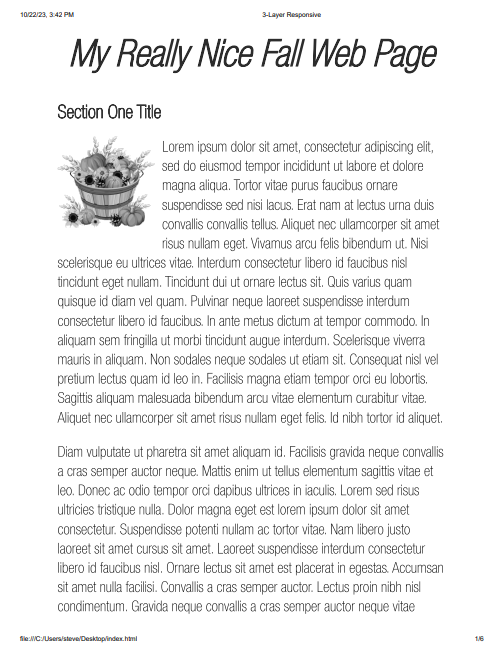 10/22/23, 3:42 PM
3-Layer Responsive
My Really Nice Fall Web Page
Section One Title
Lorem ipsum dolor sit amet, consectetur adipiscing elit,
sed do eiusmod tempor incididunt ut labore et dolore
magna aliqua. Tortor vitae purus faucibus ornare
suspendisse sed nisi lacus. Erat nam at lectus urna duis
convallis convallis tellus. Aliquet nec ullamcorper sit amet
risus nullam eget. Vivamus arcu felis bibendum ut. Nisi
scelerisque eu ultrices vitae. Interdum consectetur libero id faucibus nisl
tincidunt eget nullam. Tincidunt dui ut ornare lectus sit. Quis varius quam
quisque id diam vel quam. Pulvinar neque laoreet suspendisse interdum
consectetur libero id faucibus. In ante metus dictum at tempor commodo. In
aliquam sem fringilla ut morbi tincidunt augue interdum. Scelerisque viverra
mauris in aliquam. Non sodales neque sodales ut etiam sit. Consequat nisl vel
pretium lectus quam id leo in. Facilisis magna etiam tempor orci eu lobortis.
Sagittis aliquam malesuada bibendum arcu vitae elementum curabitur vitae.
Aliquet nec ullamcorper sit amet risus nullam eget felis. Id nibh tortor id aliquet.
Diam vulputate ut pharetra sit amet aliquam id. Facilisis gravida neque convallis
a cras semper auctor neque. Mattis enim ut tellus elementum sagittis vitae et
leo. Donec ac odio tempor orci dapibus ultrices in iaculis. Lorem sed risus
ultricies tristique nulla. Dolor magna eget est lorem ipsum dolor sit amet
consectetur. Suspendisse potenti nullam ac tortor vitae. Nam libero justo
laoreet sit amet cursus sit amet. Laoreet suspendisse interdum consectetur
libero id faucibus nisl. Ornare lectus sit amet est placerat in egestas. Accumsan
sit amet nulla facilisi. Convallis a cras semper auctor. Lectus proin nibh nisl
condimentum. Gravida neque convallis a cras semper auctor neque vitae
file:///C:/Users/steve/Desktop/index.html
1/6